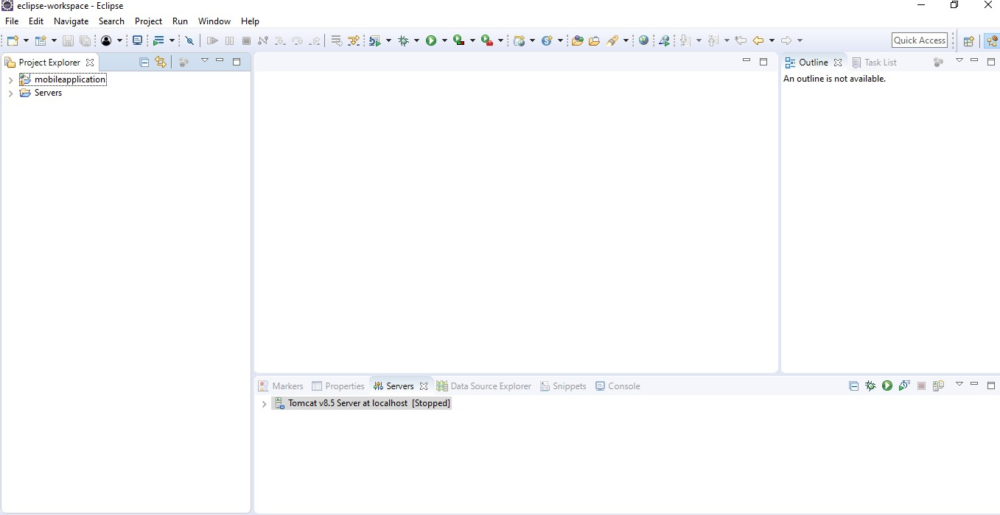 eclipse-workspace - Eclipse
File Edit Navigate Search Project Run Window Help
Quick Access
Project Explorer
mobileapplication
Servers
Outline Task List
An outline is not available.
Markers Properties Servers Data Source Explorer Snippets Console
Tomcat v8.5 Server at localhost [Stopped]